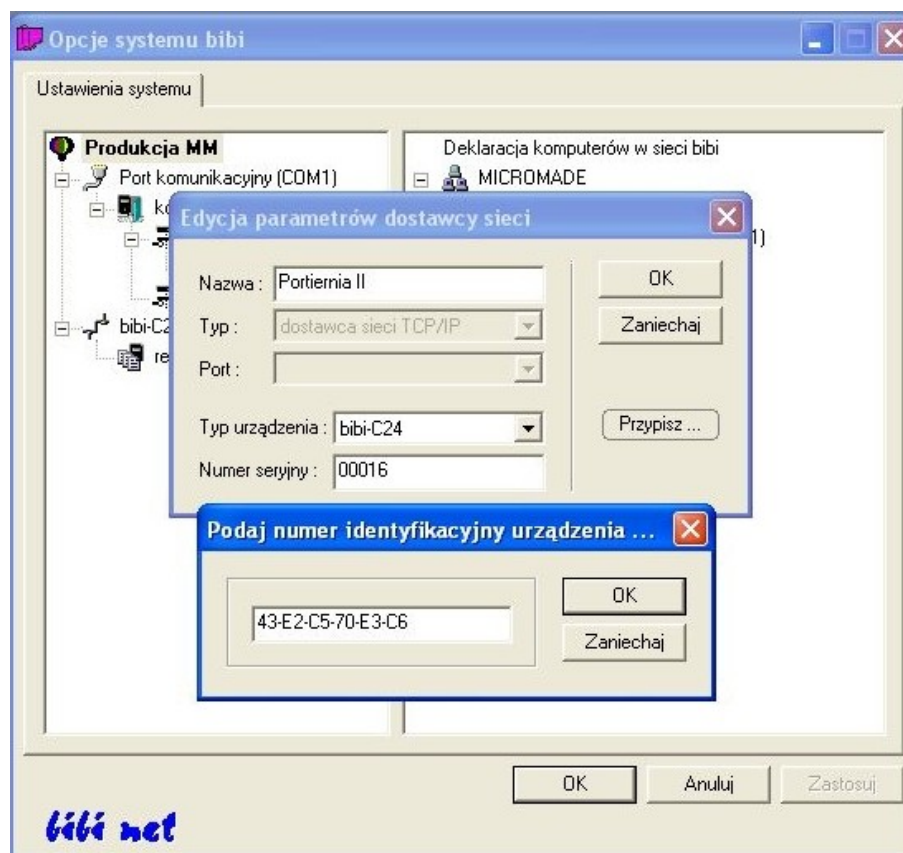 Opcje systemu bibi
Ustawienia systemu
Produkcja MM
Port komunikacyjny (COM1)
bibi-C2
re
Deklaracja komputerów w sieci bibi
MICROMADE
1)
Edycja parametrów dostawcy sieci
Nazwa : Portiernia II
OK
Typ : dostawca sieci TCP/IP
Zaniechaj
Port :
Typ urządzenia : bibi-C24
Przypisz ...
Numer seryjny : 00016
Podaj numer identyfikacyjny urządzenia ...
43-E2-C5-70-E3-C6
OK
Zaniechaj
OK Anuluj Zastosuj
bibi net